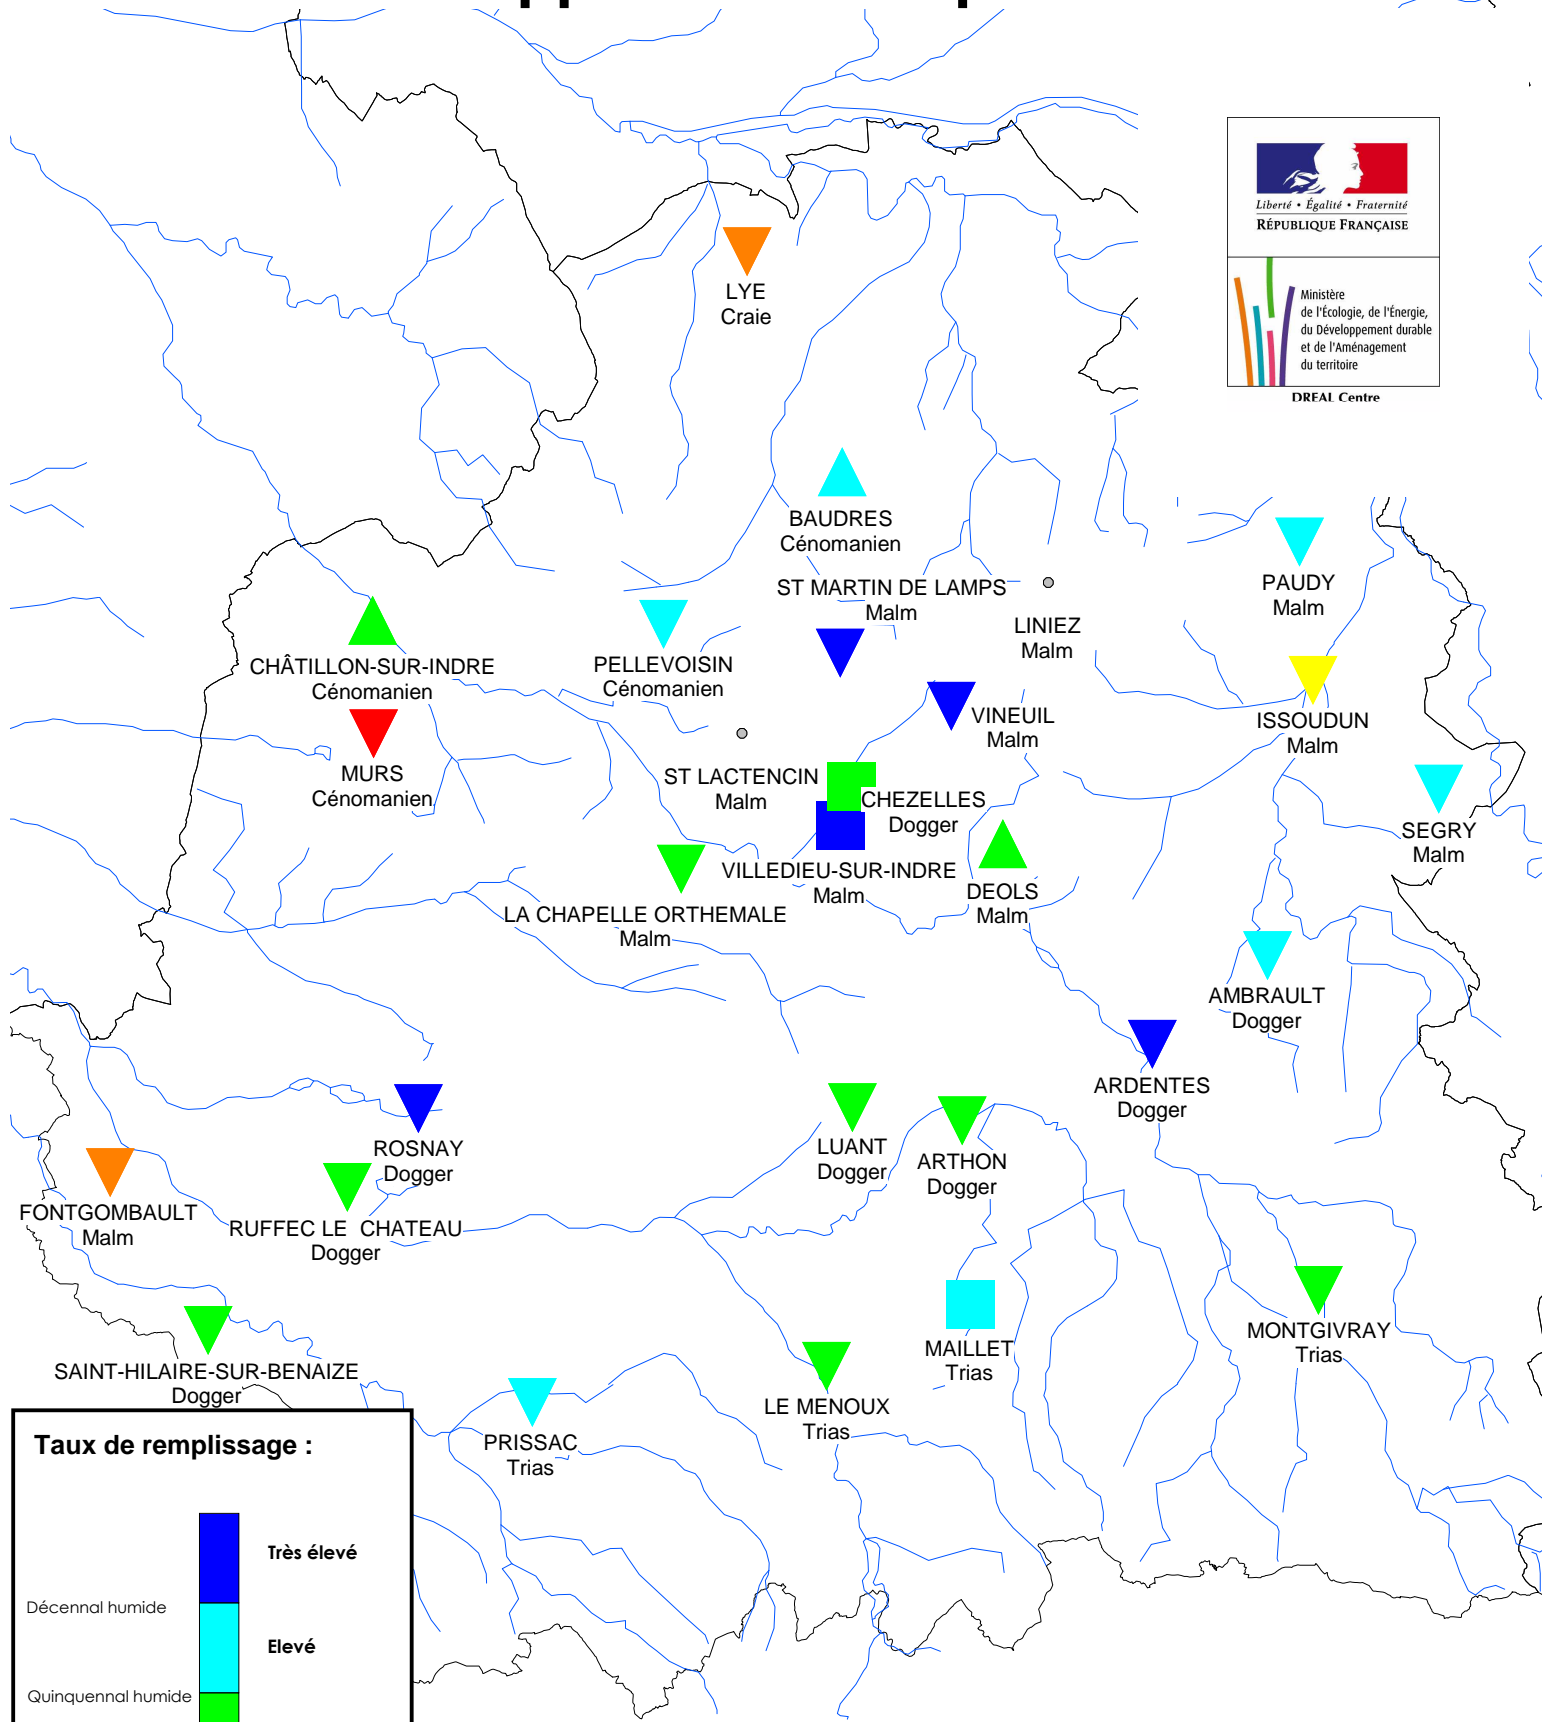 Liberté • Égalité • Fraternité
RÉPUBLIQUE FRANÇAISE
Ministère
de l'Écologie, de l'Énergie,
du Développement durable
et de l'Aménagement
du territoire
DREAL Centre
LYE
Craie
BAUDRES
Cénomanien
PAUDY
Malm
ST MARTIN DE LAMPS
Malm
LINIEZ
Malm
CHÂTILLON-SUR-INDRE
Cénomanien
PELLEVOISIN
Cénomanien
VINEUIL
Malm
ISSOUDUN
Malm
MURS
Cénomanien
ST LACTENCIN
Malm
CHEZELLES
Dogger
SEGRY
Malm
VILLEDIEU-SUR-INDRE
Malm
DEOLS
Malm
LA CHAPELLE ORTHEMALE
Malm
AMBRAULT
Dogger
ARDENTES
Dogger
ROSNAY
Dogger
LUANT
Dogger
ARTHON
Dogger
FONTGOMBAULT
Malm
RUFFEC LE  CHATEAU
Dogger
MONTGIVRAY
Trias
MAILLET
Trias
SAINT-HILAIRE-SUR-BENAIZE
Dogger
LE MENOUX
Trias
PRISSAC
Trias
Taux de remplissage :
Très élevé
Décennal humide
Elevé
Quinquennal humide